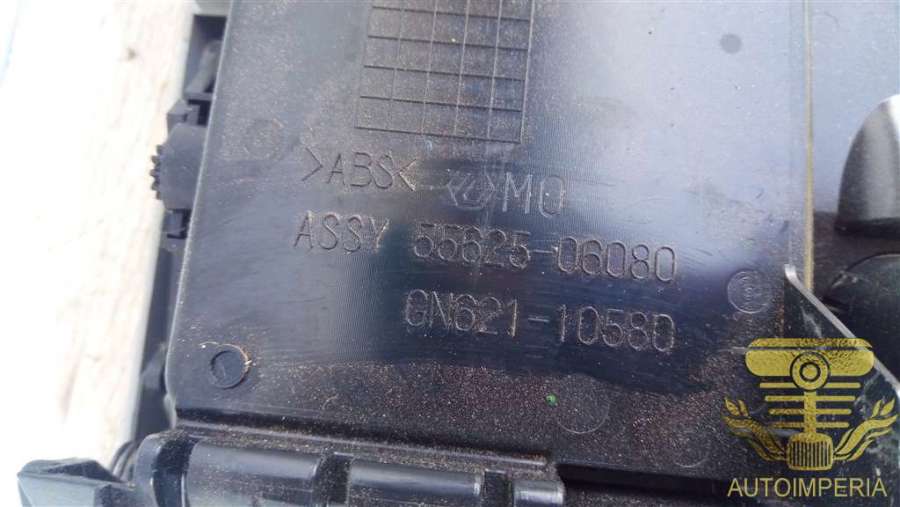 >ABS< MO
ASSY 55625-06080
GN621-10580
AUTOIMPERIA